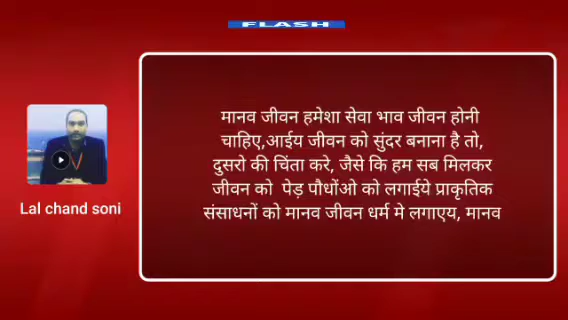 FLASH
मानव जीवन हमेशा सेवा भाव जीवन होनी
चाहिए,आईय जीवन को सुंदर बनाना है तो,
दुसरो की चिंता करे, जैसे कि हम सब मिलकर
जीवन को पेड़ पौधोंओ को लगाईये प्राकृतिक
संसाधनों को मानव जीवन धर्म मे लगाएय, मानव
Lal chand soni